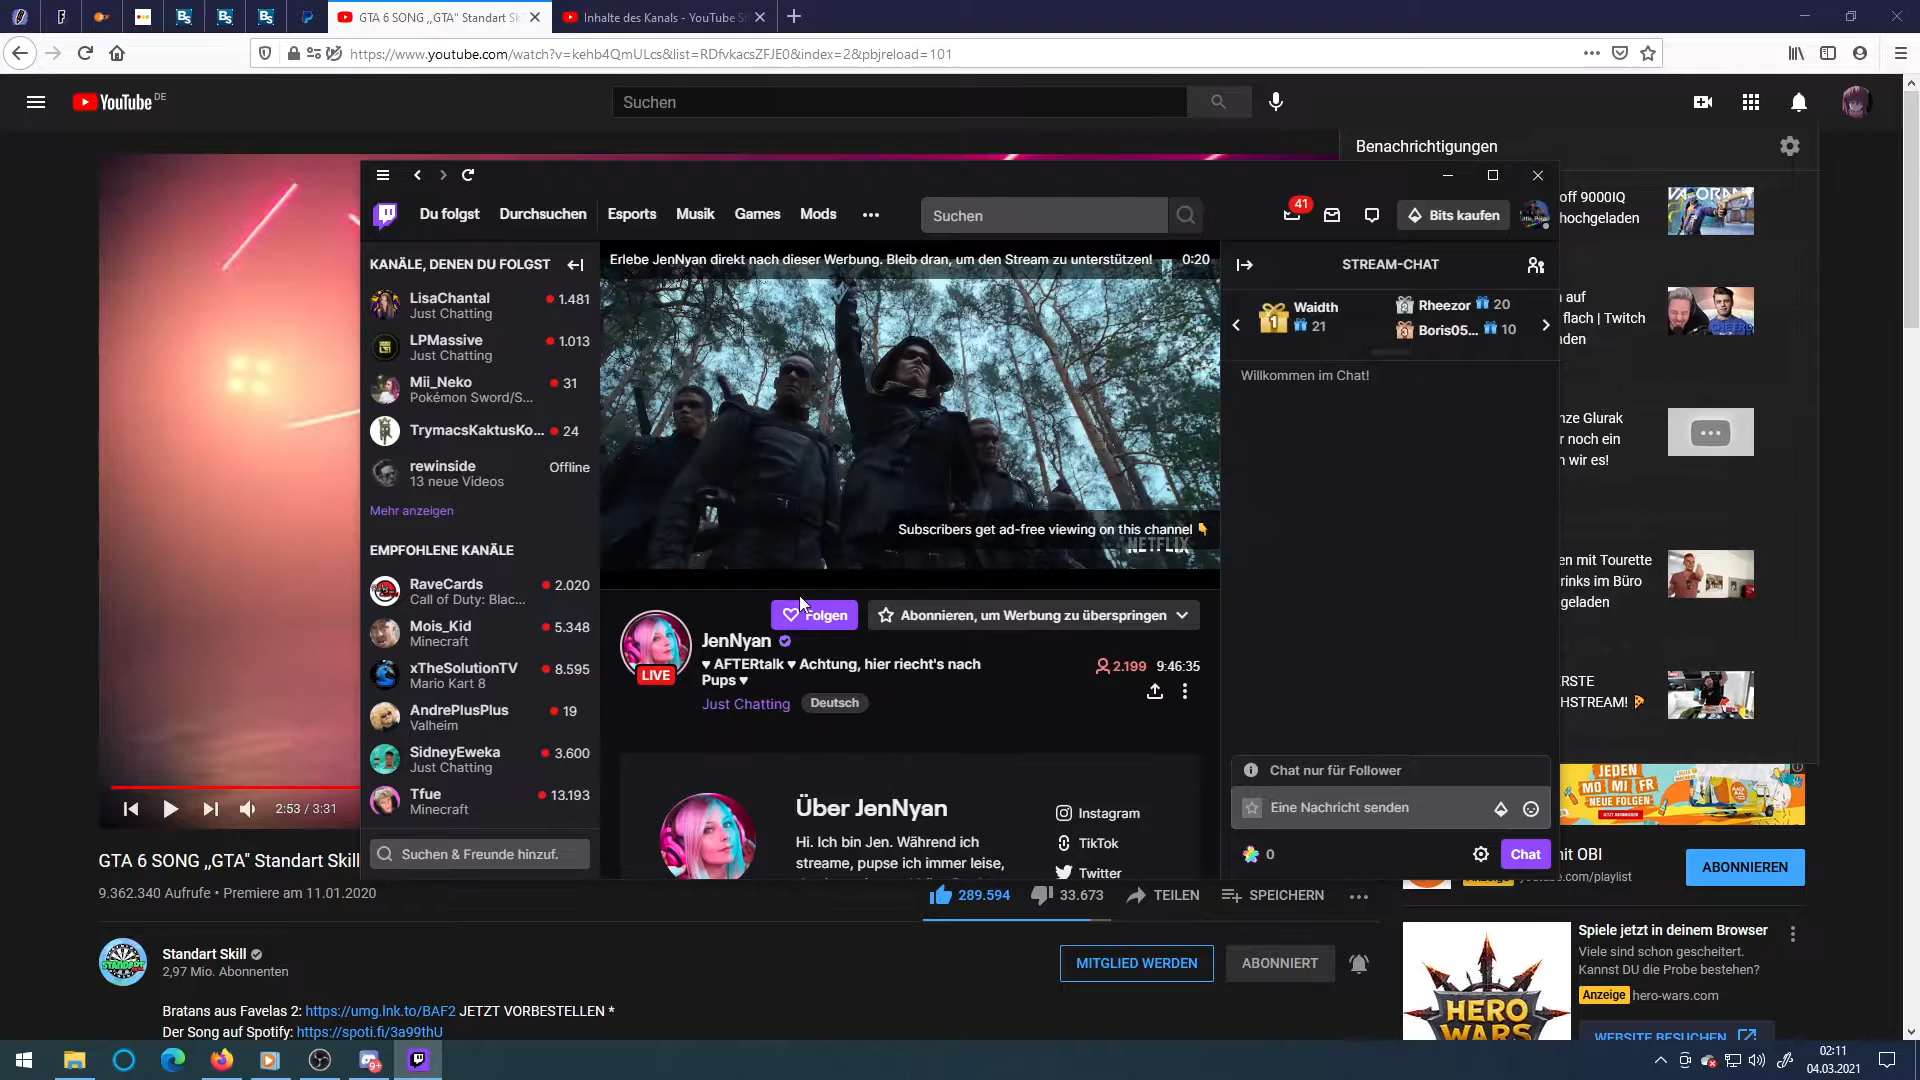 GTA 6 SONG ,,GTA" Standart Sk
Inhalte des Kanals - YouTube S
https://www.youtube.com/watch?v=kehb4QmULcs&list=RDfvkacsZFJE0&index=2&pbjreload=101
YouTube DE
Suchen
Benachrichtigungen
off 9000IQ
hochgeladen
auf
flach | Twitch
aden
nze Glurak
r noch ein
n wir es!
en mit Tourette
rinks im Büro
geladen
ERSTE
HSTREAM!
Du folgst
Durchsuchen
Esports
Musik
Games
Mods
Suchen
41
Bits kaufen
KANÄLE, DENEN DU FOLGST
LisaChantal 1.481
Just Chatting
LPMassive 1.013
Just Chatting
Mii_Neko 31
Pokémon Sword/S...
TrymacsKaktusKo... 24
rewinside Offline
13 neue Videos
Mehr anzeigen
EMPFOHLENE KANÄLE
RaveCards 2.020
Call of Duty: Blac...
Mois_Kid 5.348
Minecraft
xTheSolutionTV 8.595
Mario Kart 8
AndrePlusPlus 19
Valheim
SidneyEweka 3.600
Just Chatting
Tfue 13.193
Minecraft
Suchen & Freunde hinzuf.
Erlebe JenNyan direkt nach dieser Werbung. Bleib dran, um den Stream zu unterstützen! 0:20
Subscribers get ad-free viewing on this channel
NETFLIX
Folgen
Abonnieren, um Werbung zu überspringen
JenNyan
♥ AFTERtalk ♥ Achtung, hier riecht's nach
Pups ♥
LIVE
2.199 9:46:35
Just Chatting Deutsch
Über JenNyan
Hi. Ich bin Jen. Während ich
streame, pupse ich immer leise,
Instagram
TikTok
Twitter
STREAM-CHAT
1 Waidth
21
2 Rheezor 20
3 Boris05... 10
Willkommen im Chat!
Chat nur für Follower
Eine Nachricht senden
0
Chat
2:53 / 3:31
GTA 6 SONG ,,GTA" Standart Skill
9.362.340 Aufrufe • Premiere am 11.01.2020
289.594
33.673
TEILEN
SPEICHERN
Standart Skill
2,97 Mio. Abonnenten
MITGLIED WERDEN
ABONNIERT
Bratans aus Favelas 2: https://umg.lnk.to/BAF2 JETZT VORBESTELLEN *
Der Song auf Spotify: https://spoti.fi/3a99thU
JEDEN
MO MI FR
NEUE FOLGEN
mit OBI
youtube.com/playlist
ABONNIEREN
Spiele jetzt in deinem Browser
Viele sind schon gescheitert.
Kannst DU die Probe bestehen?
Anzeige hero-wars.com
WEBSITE BESUCHEN
HERO
WARS
9+
02:11
04.03.2021